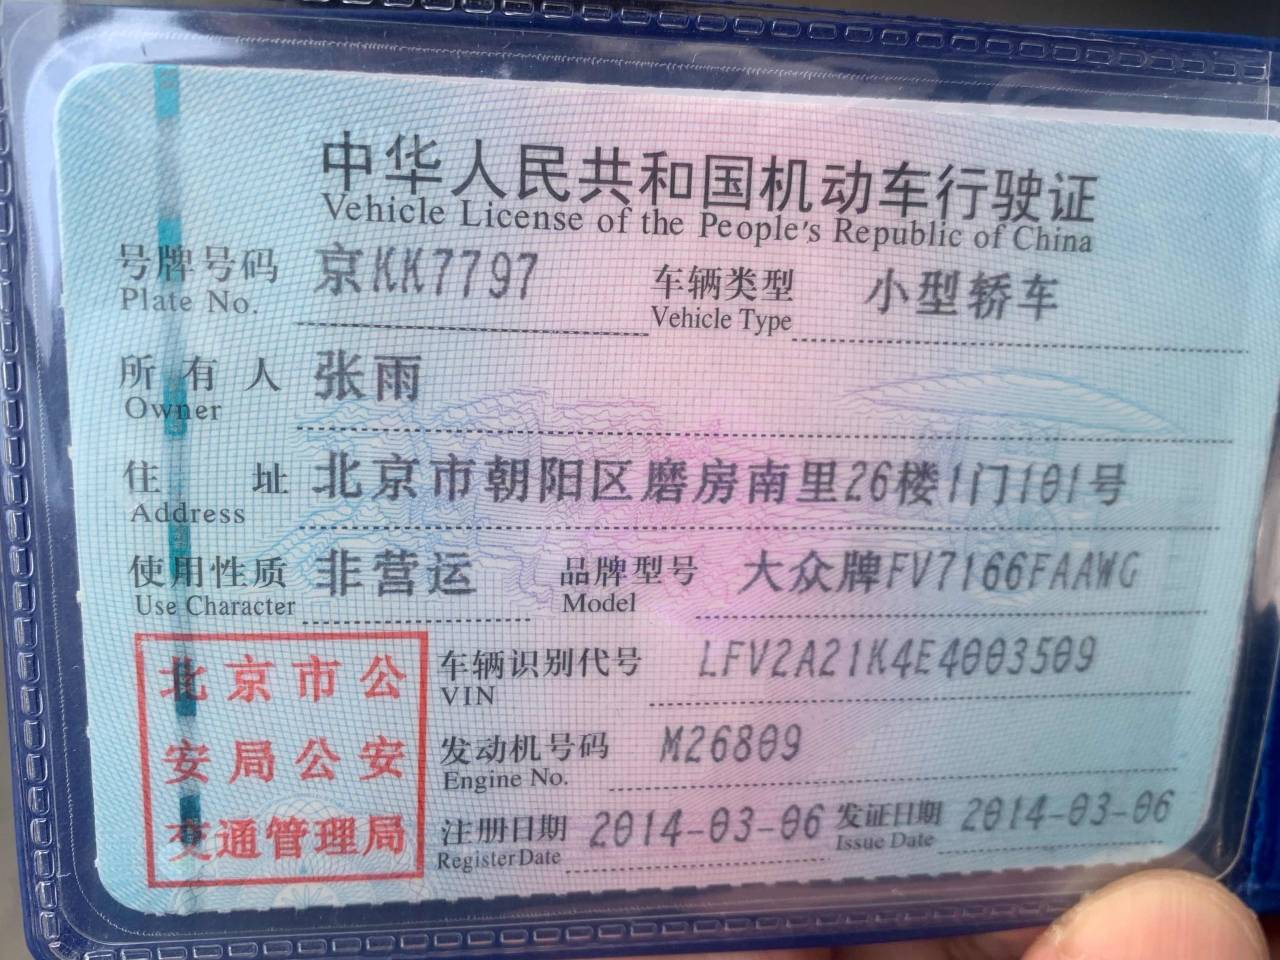 中华人民共和国机动车行驶证
Vehicle License of the People's Republic of China
号牌号码 京KK7797 车辆类型 小型轿车
Plate No. Vehicle Type
所有人 张雨
Owner
住址 北京市朝阳区磨房南里26楼1门101号
Address
使用性质 非营运 品牌型号 大众牌FV7166FAAWG
Use Character Model
北京市公 车辆识别代号 LFV2A21K4E4003509
VIN
安局公安 发动机号码 M26809
Engine No.
交通管理局 注册日期 2014-03-06 发证日期 2014-03-06
Register Date Issue Date